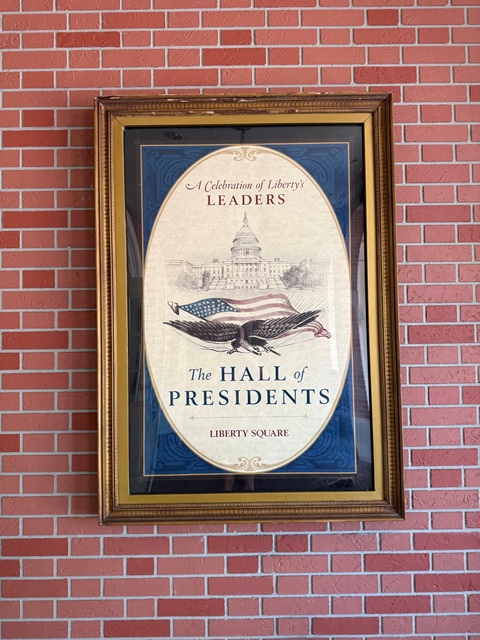 A Celebration of Liberty's
LEADERS
The HALL of
PRESIDENTS
LIBERTY SQUARE